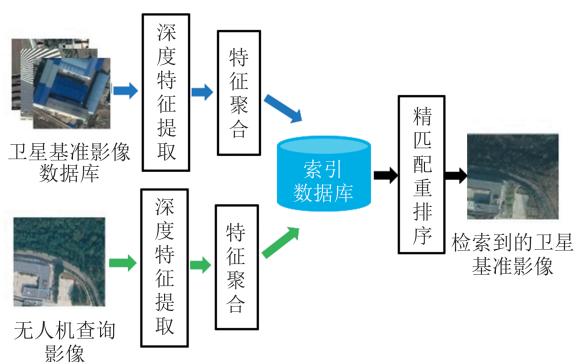 卫星基准影像
数据库
深度特征提取
特征聚合
无人机查询
影像
深度特征提取
特征聚合
索引
数据库
精匹配重排序
检索到的卫星
基准影像